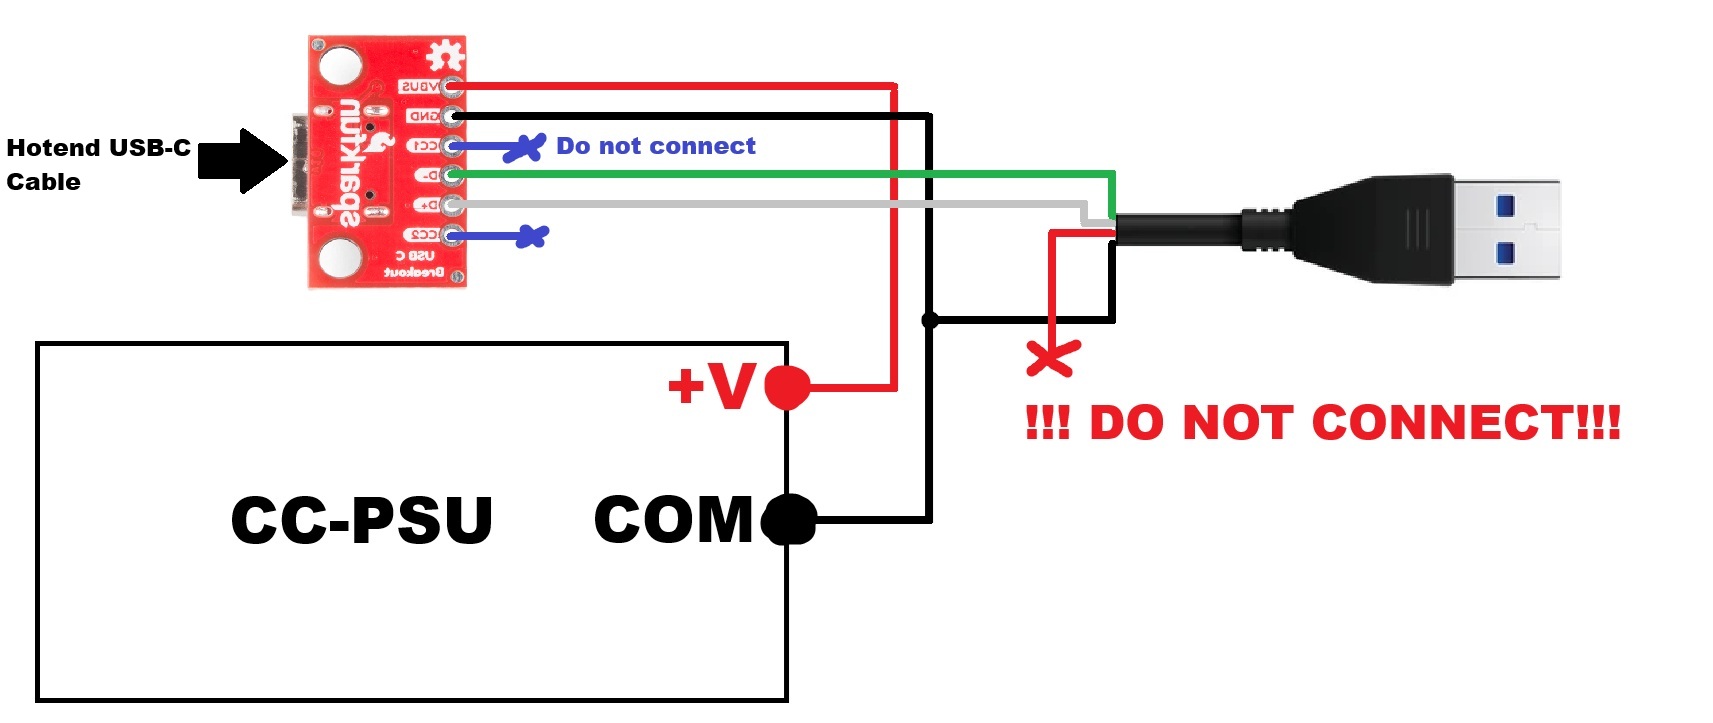 VBUS
GND
CC1
Do not connect
Hotend USB-C
Cable
sparkfun
D-
D+
CC2
USB C
Breakout
+V
!!! DO NOT CONNECT!!!
CC-PSU
COM